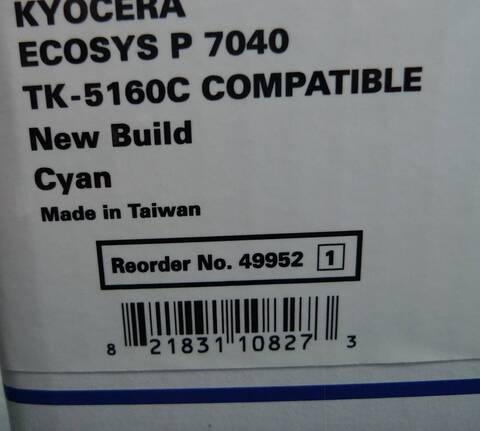 KYOCERA
ECOSYS P 7040
TK-5160C COMPATIBLE
New Build
Cyan
Made in Taiwan
Reorder No. 49952 1
8 21831 10827 3